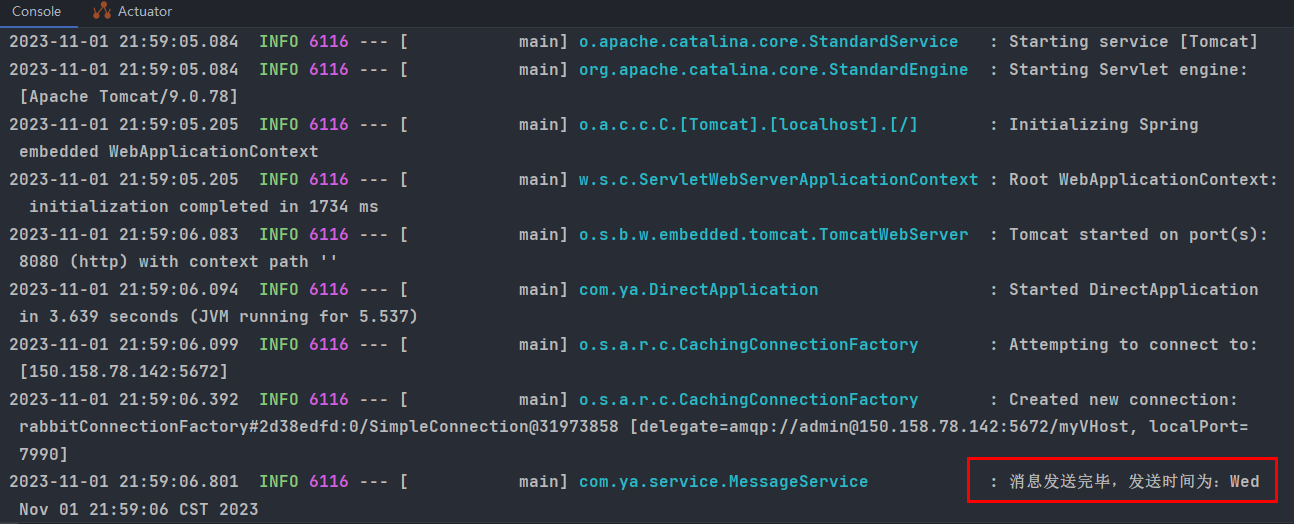 Console Actuator
2023-11-01 21:59:05.084  INFO 6116 --- [           main] o.apache.catalina.core.StandardService   : Starting service [Tomcat]
2023-11-01 21:59:05.084  INFO 6116 --- [           main] org.apache.catalina.core.StandardEngine  : Starting Servlet engine:
[Apache Tomcat/9.0.78]
2023-11-01 21:59:05.205  INFO 6116 --- [           main] o.a.c.c.C.[Tomcat].[localhost].[/]       : Initializing Spring
embedded WebApplicationContext
2023-11-01 21:59:05.205  INFO 6116 --- [           main] w.s.c.ServletWebServerApplicationContext : Root WebApplicationContext:
initialization completed in 1734 ms
2023-11-01 21:59:06.083  INFO 6116 --- [           main] o.s.b.w.embedded.tomcat.TomcatWebServer  : Tomcat started on port(s):
8080 (http) with context path ''
2023-11-01 21:59:06.094  INFO 6116 --- [           main] com.ya.DirectApplication                 : Started DirectApplication
in 3.639 seconds (JVM running for 5.537)
2023-11-01 21:59:06.099  INFO 6116 --- [           main] o.s.a.r.c.CachingConnectionFactory       : Attempting to connect to:
[150.158.78.142:5672]
2023-11-01 21:59:06.392  INFO 6116 --- [           main] o.s.a.r.c.CachingConnectionFactory       : Created new connection:
rabbitConnectionFactory#2d38edfd:0/SimpleConnection@31973858 [delegate=amqp://admin@150.158.78.142:5672/myVHost, localPort=
7990]
2023-11-01 21:59:06.801  INFO 6116 --- [           main] com.ya.service.MessageService            : 消息发送完毕，发送时间为：Wed
Nov 01 21:59:06 CST 2023